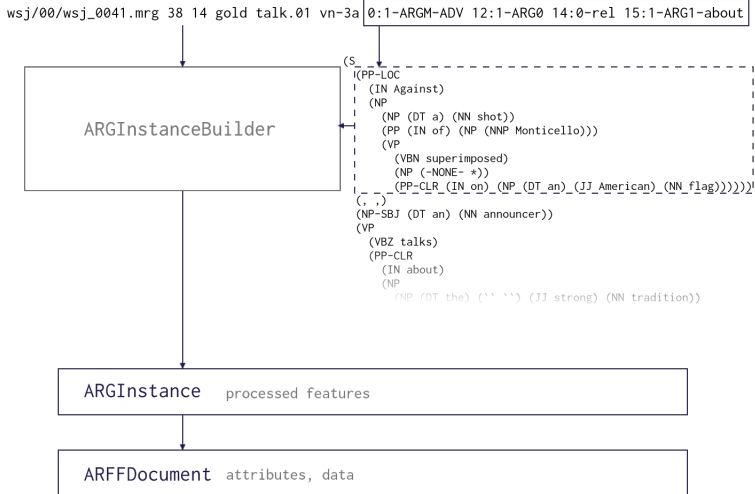 wsj/00/wsj_0041.mrg 38 14 gold talk.01 vn-3a 0:1-ARGM-ADV 12:1-ARG0 14:0-rel 15:1-ARG1-about
(S
(PP-LOC
(IN Against)
(NP
(NP (DT a) (NN shot))
(PP (IN of) (NP (NNP Monticello)))
(VP
(VBN superimposed)
(NP (-NONE- *))
(PP-CLR (IN on) (NP (DT an) (JJ American) (NN flag))))))
(, ,)
(NP-SBJ (DT an) (NN announcer))
(VP
(VBZ talks)
(PP-CLR
(IN about)
(NP
(NP (DT the) (`` ``) (JJ strong) (NN tradition))
ARGInstanceBuilder
ARGInstance processed features
ARFFDocument attributes, data